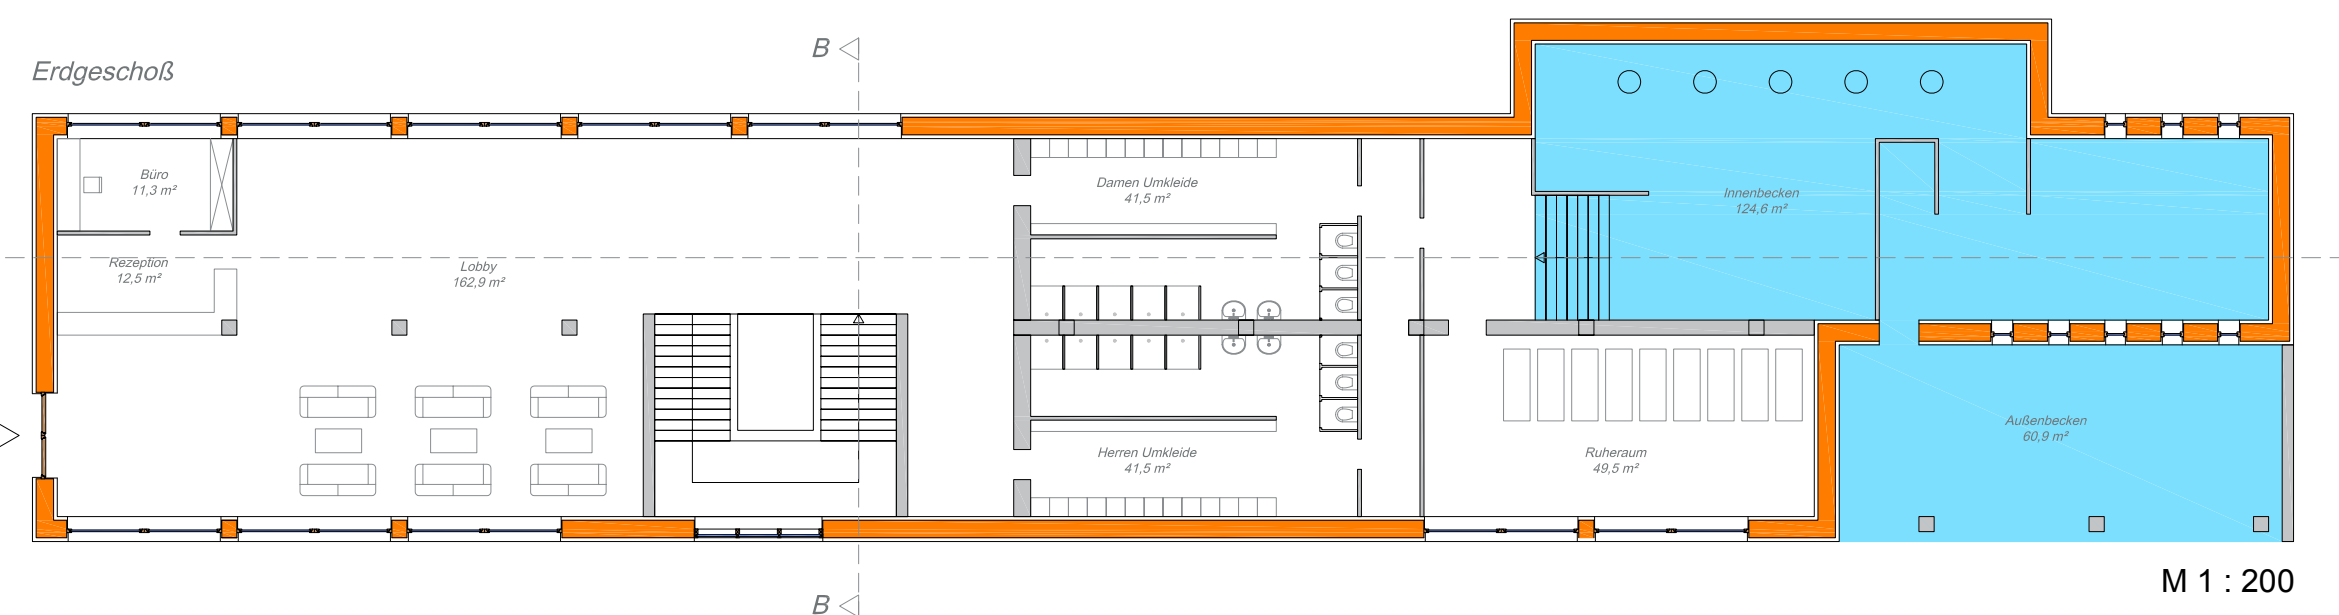 B
Erdgeschoß
Büro
11,3 m²
Damen Umkleide
41,5 m²
Innenbecken
124,6 m²
Rezeption
12,5 m²
Lobby
162,9 m²
Außenbecken
60,9 m²
Herren Umkleide
41,5 m²
Ruheraum
49,5 m²
M 1 : 200
B